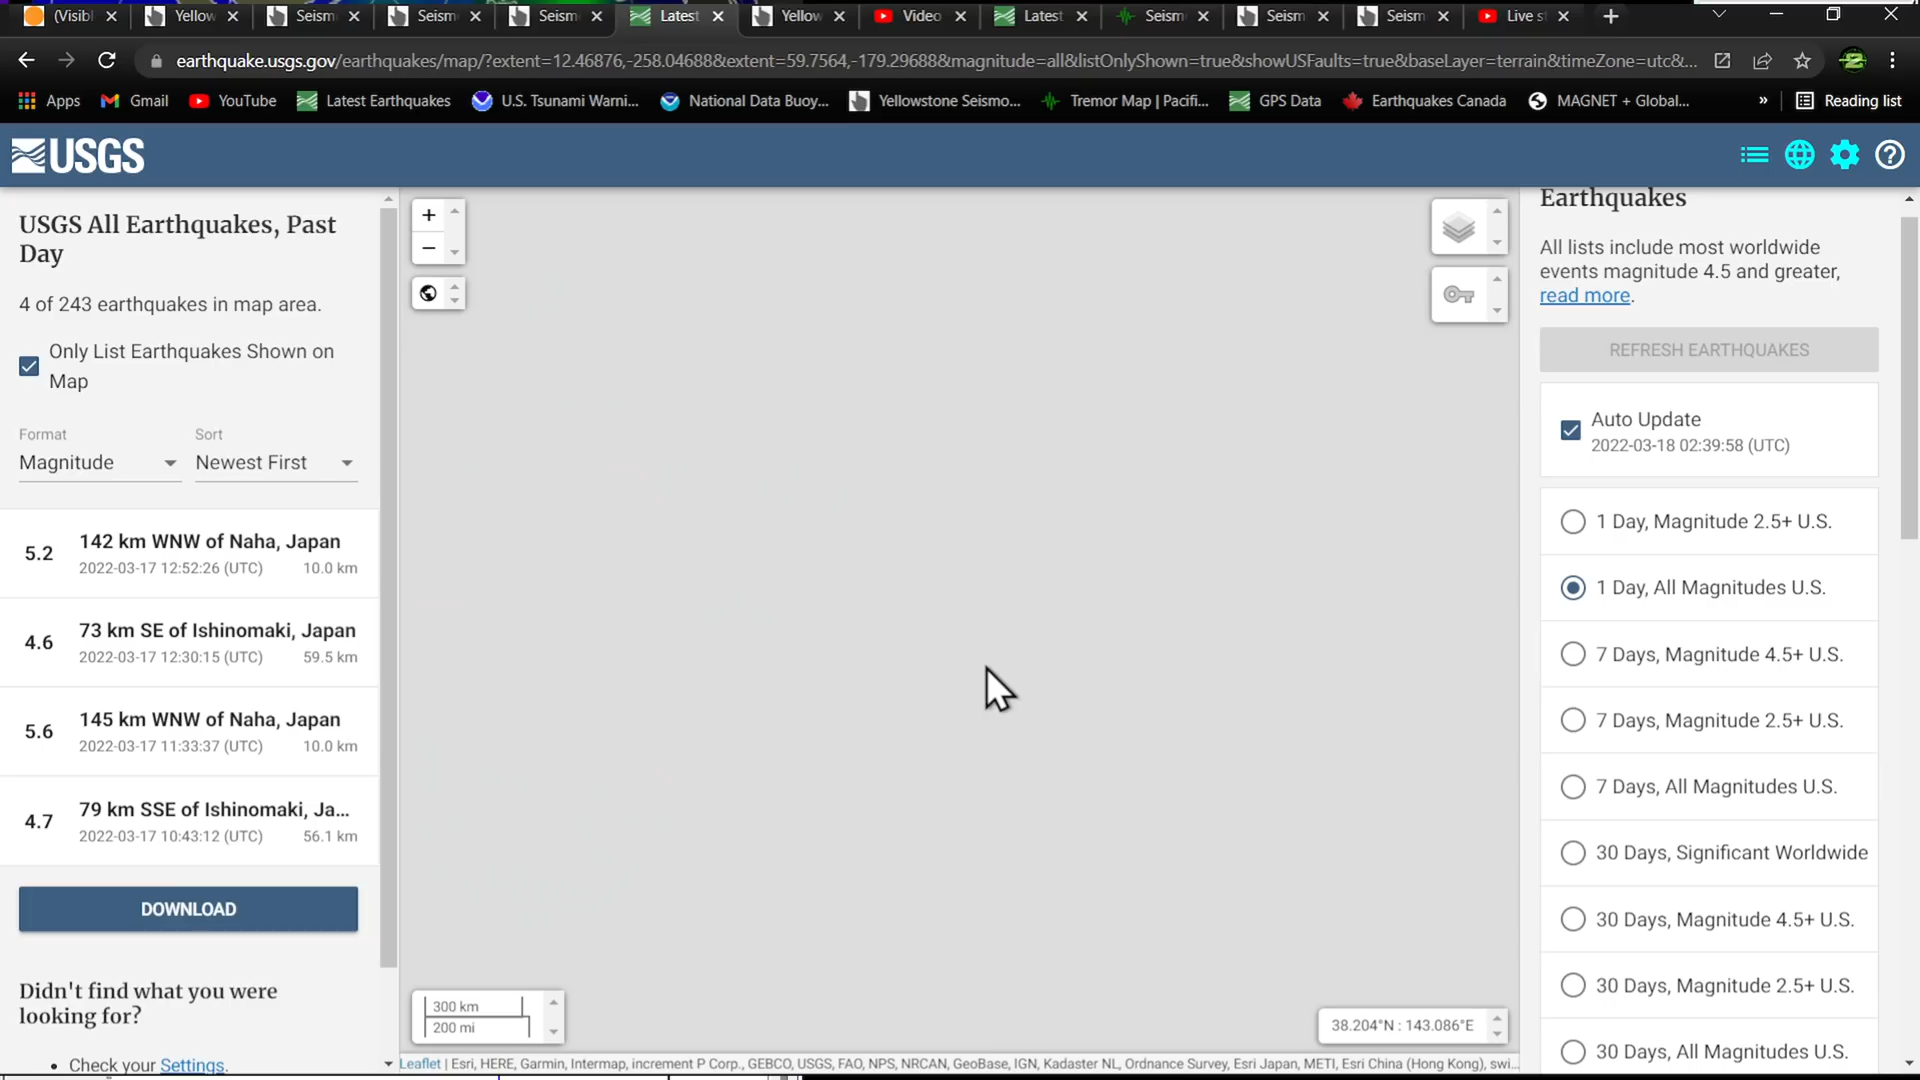 (Visibl
Yellow
Seism
Seism
Seism
Latest
Yellow
Video
Latest
Seism
Seism
Seism
Live s
earthquake.usgs.gov/earthquakes/map/?extent=12.46876,-258.04688&extent=59.7564,-179.29688&magnitude=all&listOnlyShown=true&showUSFaults=true&baseLayer=terrain&timeZone=utc&...
Apps
Gmail
YouTube
Latest Earthquakes
U.S. Tsunami Warni...
National Data Buoy...
Yellowstone Seismo...
Tremor Map | Pacifi...
GPS Data
Earthquakes Canada
MAGNET + Global...
»
Reading list
USGS
USGS All Earthquakes, Past
Day
4 of 243 earthquakes in map area.
Only List Earthquakes Shown on
Map
Format
Sort
Magnitude
Newest First
5.2
142 km WNW of Naha, Japan
2022-03-17 12:52:26 (UTC)
10.0 km
4.6
73 km SE of Ishinomaki, Japan
2022-03-17 12:30:15 (UTC)
59.5 km
5.6
145 km WNW of Naha, Japan
2022-03-17 11:33:37 (UTC)
10.0 km
4.7
79 km SSE of Ishinomaki, Ja...
2022-03-17 10:43:12 (UTC)
56.1 km
DOWNLOAD
Didn't find what you were
looking for?
• Check your Settings.
+
−
300 km
200 mi
38.204°N : 143.086°E
Leaflet | Esri, HERE, Garmin, Intermap, increment P Corp., GEBCO, USGS, FAO, NPS, NRCAN, GeoBase, IGN, Kadaster NL, Ordnance Survey, Esri Japan, METI, Esri China (Hong Kong), swi...
Earthquakes
All lists include most worldwide
events magnitude 4.5 and greater,
read more.
REFRESH EARTHQUAKES
Auto Update
2022-03-18 02:39:58 (UTC)
1 Day, Magnitude 2.5+ U.S.
1 Day, All Magnitudes U.S.
7 Days, Magnitude 4.5+ U.S.
7 Days, Magnitude 2.5+ U.S.
7 Days, All Magnitudes U.S.
30 Days, Significant Worldwide
30 Days, Magnitude 4.5+ U.S.
30 Days, Magnitude 2.5+ U.S.
30 Days, All Magnitudes U.S.